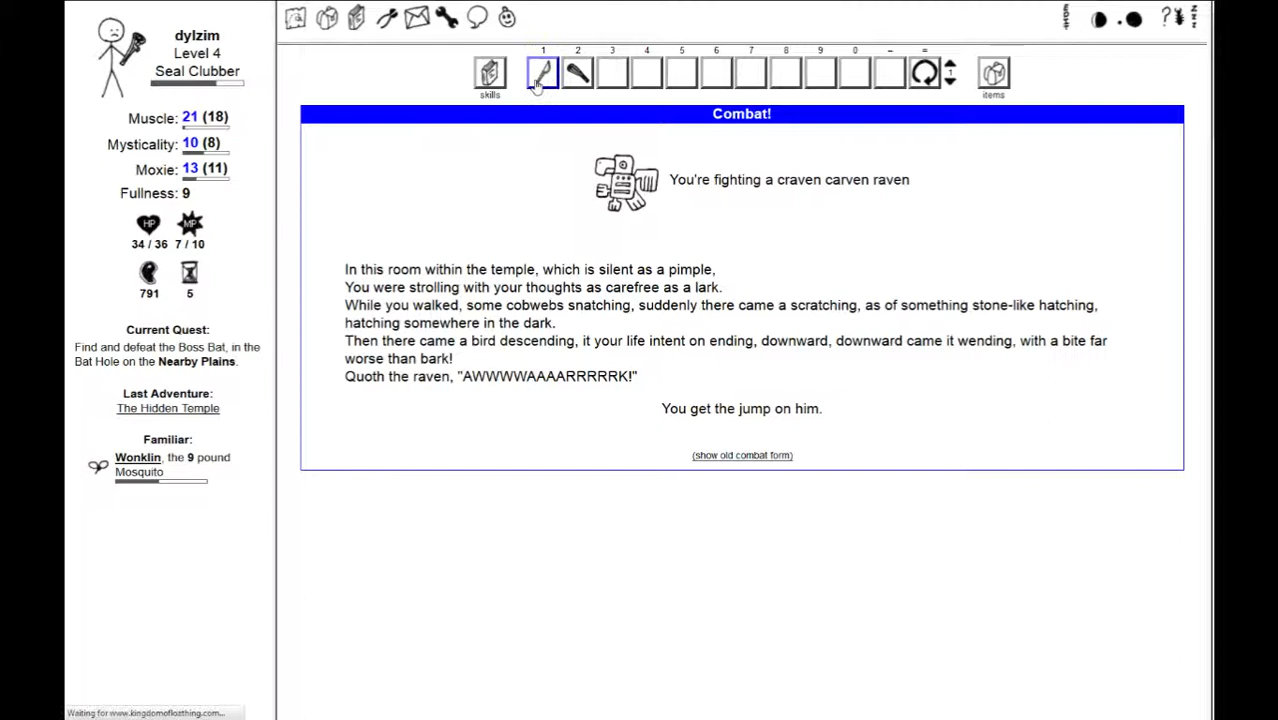 dylzim
Level 4
Seal Clubber
Muscle: 21 (18)
Mysticality: 10 (8)
Moxie: 13 (11)
Fullness: 9
HP MP
34 / 36 7 / 10
791 5
Current Quest:
Find and defeat the Boss Bat, in the
Bat Hole on the Nearby Plains.
Last Adventure:
The Hidden Temple
Familiar:
Wonklin, the 9 pound
Mosquito
1 2 3 4 5 6 7 8 9 0 - =
1
skills items
Combat!
You're fighting a craven carven raven
In this room within the temple, which is silent as a pimple,
You were strolling with your thoughts as carefree as a lark.
While you walked, some cobwebs snatching, suddenly there came a scratching, as of something stone-like hatching,
hatching somewhere in the dark.
Then there came a bird descending, it your life intent on ending, downward, downward came it wending, with a bite far
worse than bark!
Quoth the raven, "AWWWWAAAARRRRRK!"
You get the jump on him.
(show old combat form)
Waiting for www.kingdomofloathing.com...